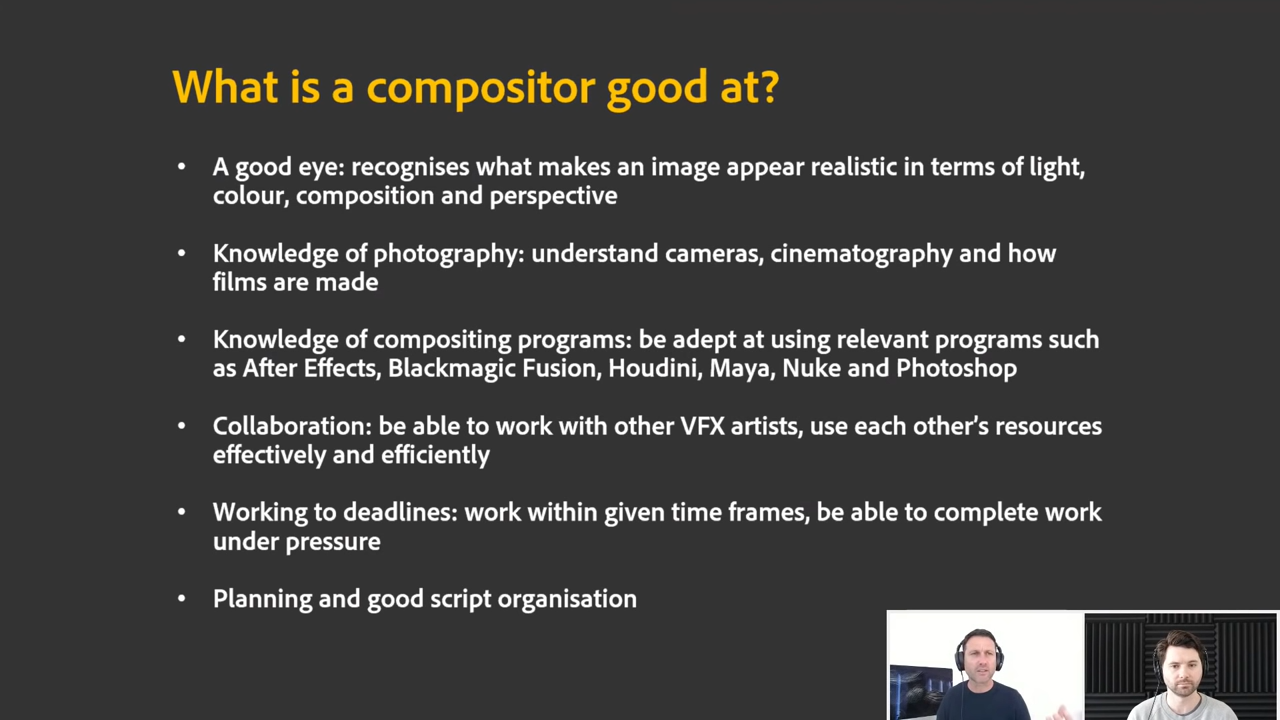 What is a compositor good at?
• A good eye: recognises what makes an image appear realistic in terms of light,
colour, composition and perspective
• Knowledge of photography: understand cameras, cinematography and how
films are made
• Knowledge of compositing programs: be adept at using relevant programs such
as After Effects, Blackmagic Fusion, Houdini, Maya, Nuke and Photoshop
• Collaboration: be able to work with other VFX artists, use each other’s resources
effectively and efficiently
• Working to deadlines: work within given time frames, be able to complete work
under pressure
• Planning and good script organisation